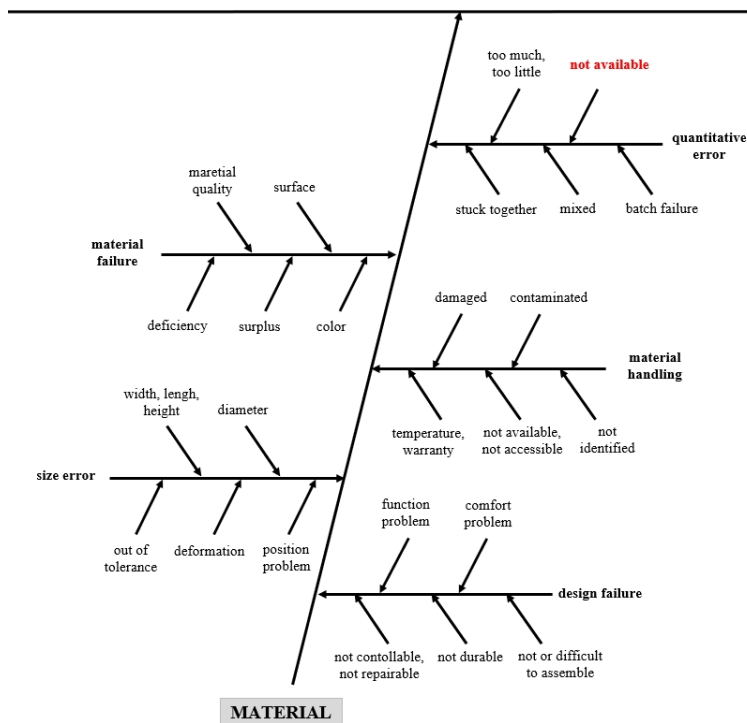 too much,
too little
not available
quantitative
error
stuck together
mixed
batch failure
maretial
quality
surface
material
failure
deficiency
surplus
color
damaged
contaminated
material
handling
temperature,
warranty
not available,
not accessible
not
identified
width, lengh,
height
diameter
size error
out of
tolerance
deformation
position
problem
function
problem
comfort
problem
design failure
not contollable,
not repairable
not durable
not or difficult
to assemble
MATERIAL